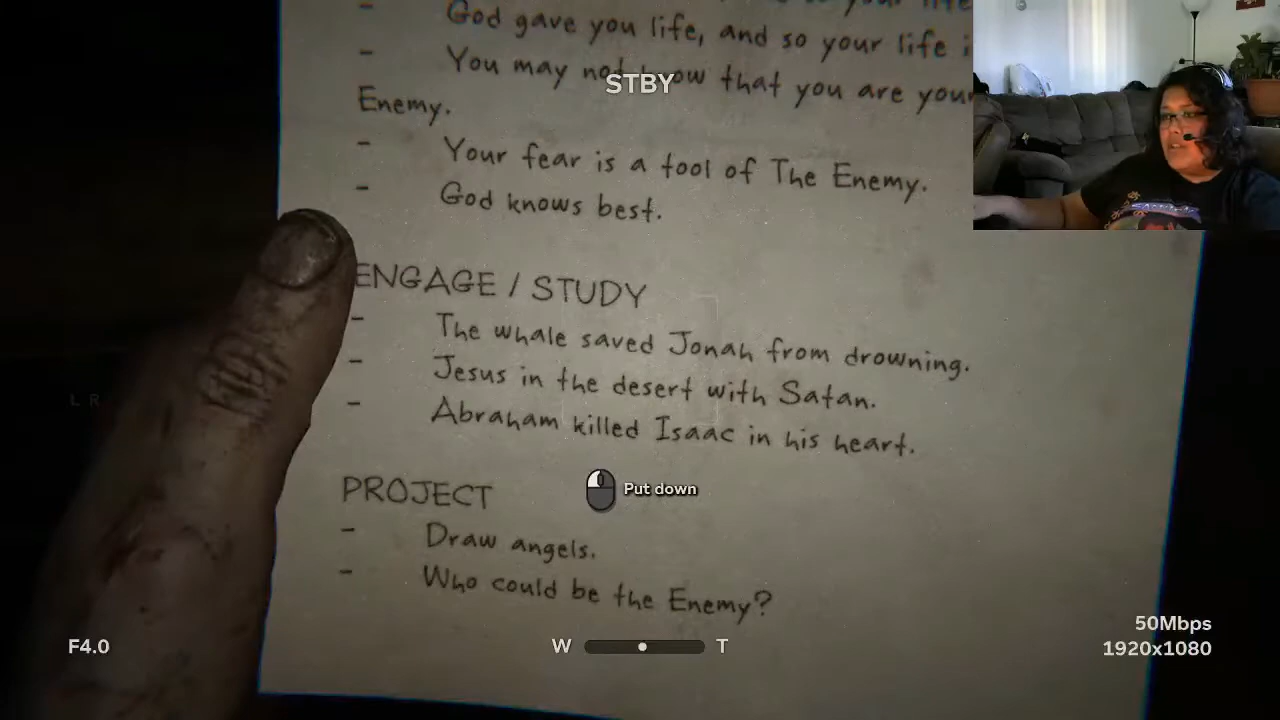 - God gave you life, and so your life i
- You may not know that you are your
Enemy.
- Your fear is a tool of The Enemy.
- God knows best.
STBY
ENGAGE / STUDY
- The whale saved Jonah from drowning.
- Jesus in the desert with Satan.
- Abraham killed Isaac in his heart.
L R
PROJECT
Put down
- Draw angels.
- Who could be the Enemy?
F4.0
W T
50Mbps
1920x1080